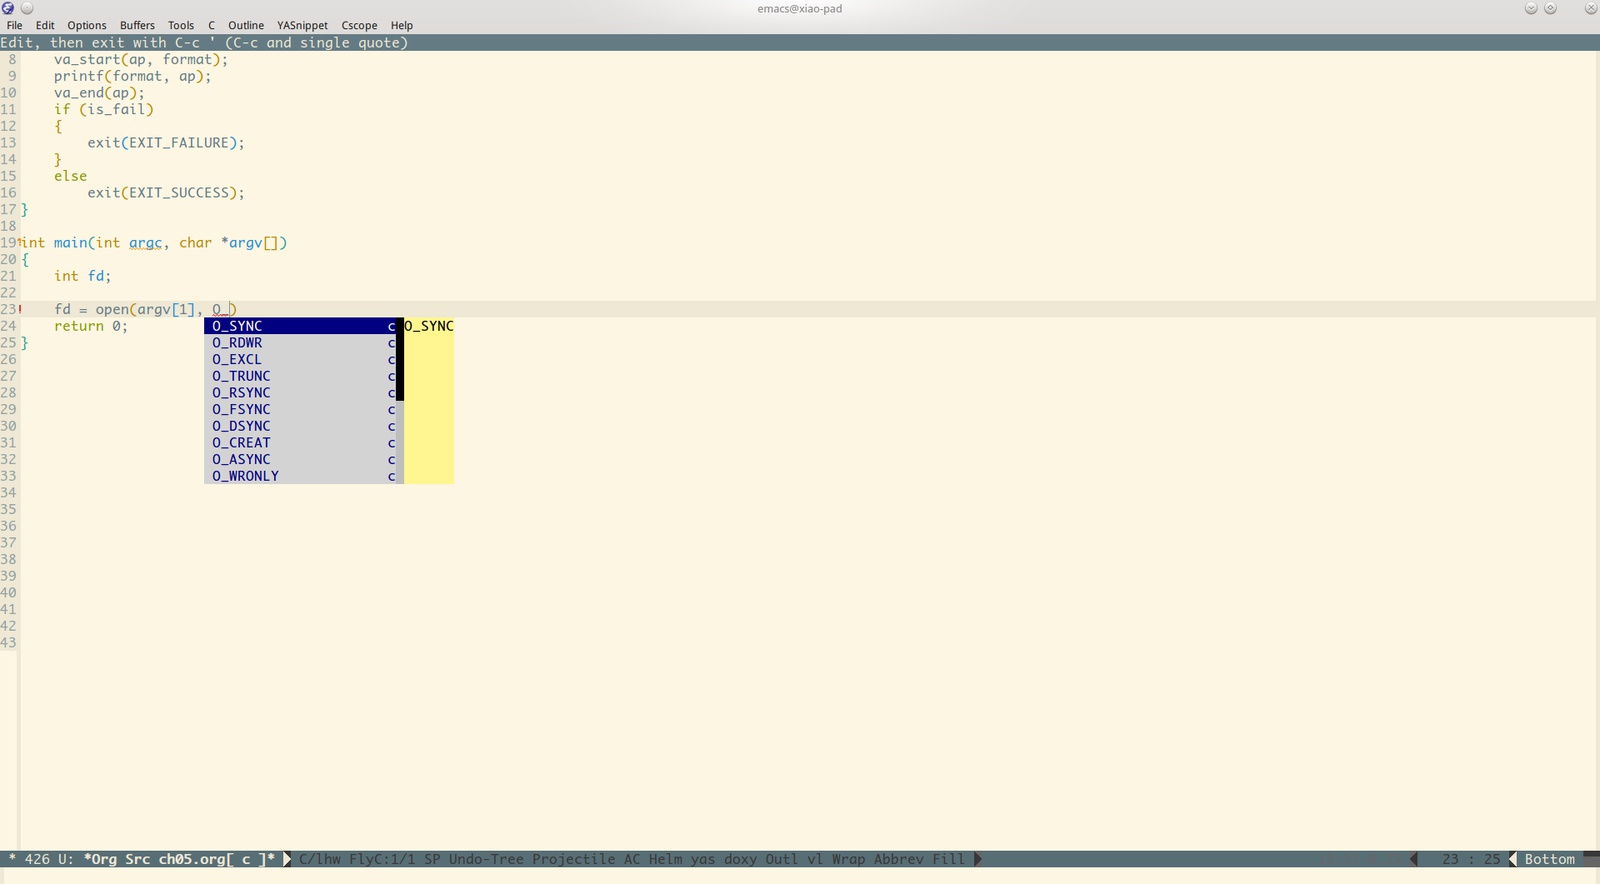 emacs@xiao-pad
File Edit Options Buffers Tools C Outline YASnippet Cscope Help
Edit, then exit with C-c ' (C-c and single quote)
8 va_start(ap, format);
9 printf(format, ap);
10 va_end(ap);
11 if (is_fail)
12 {
13 exit(EXIT_FAILURE);
14 }
15 else
16 exit(EXIT_SUCCESS);
17 }
18
19 int main(int argc, char *argv[])
20 {
21 int fd;
22
23! fd = open(argv[1], O_)
24 return 0; O_SYNC c O_SYNC
25 } O_RDWR c
26 O_EXCL c
27 O_TRUNC c
28 O_RSYNC c
29 O_FSYNC c
30 O_DSYNC c
31 O_CREAT c
32 O_ASYNC c
33 O_WRONLY c
34
35
36
37
38
39
40
41
42
43
* 426 U: *Org Src ch05.org[ c ]* C/lhw FlyC:1/1 SP Undo-Tree Projectile AC Helm yas doxy Outl vl Wrap Abbrev Fill 23 : 25 Bottom